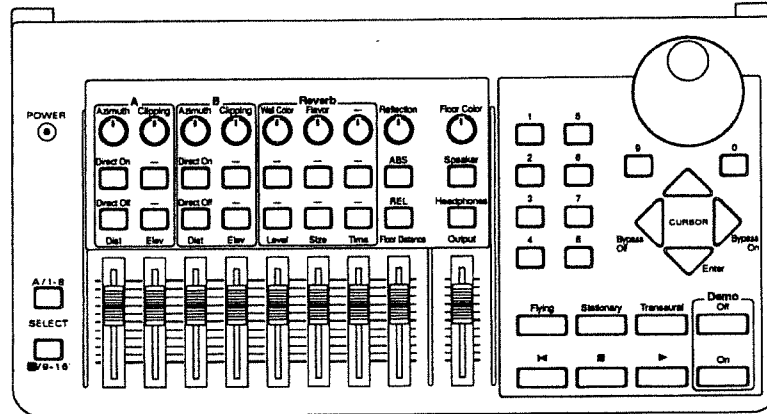 POWER
A
B
Reverb
Azimuth Clipping Azimuth Clipping Wall Color Flavor — Reflection Floor Color
Direct On — Direct On — — — — ABS Speaker
Direct Off — Direct Off — — — — REL Headphones
Dist Elev Dist Elev Level Size Time Floor Distance Output
A/1-8
SELECT
/9-16
1 5
2 6
3 7
4 8
9 0
CURSOR
Bypass Off
Bypass On
Enter
Flying Stationary Transaural
Demo
Off
On